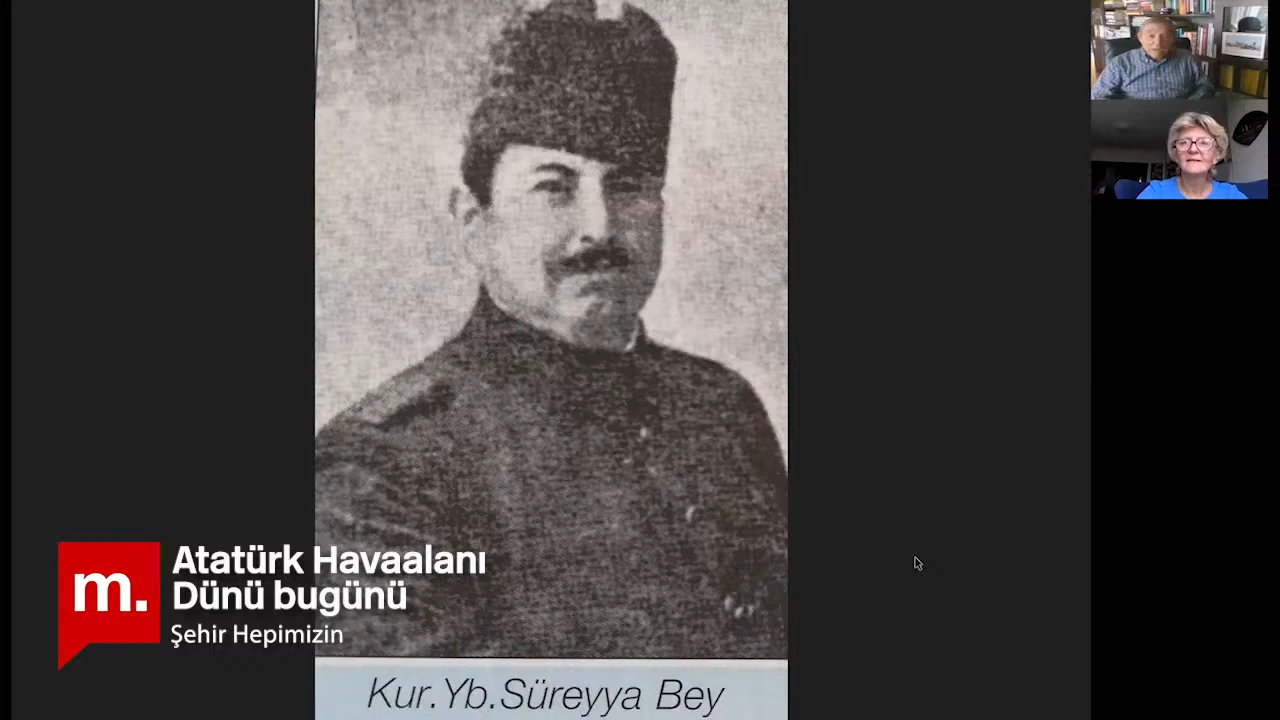 m.
Atatürk Havaalanı
Dünü bugünü
Şehir Hepimizin
Kur.Yb.Süreyya Bey